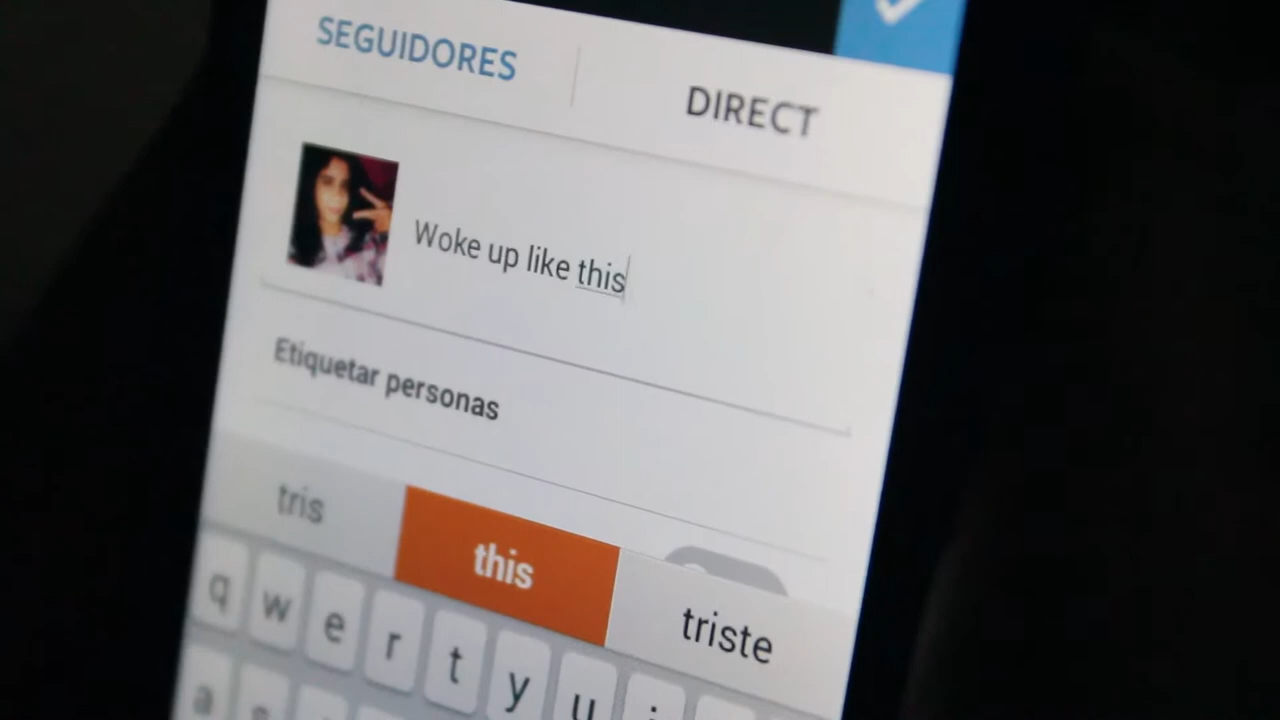 SEGUIDORES
DIRECT
Woke up like this
Etiquetar personas
tris
this
triste
q w e r t y u
a